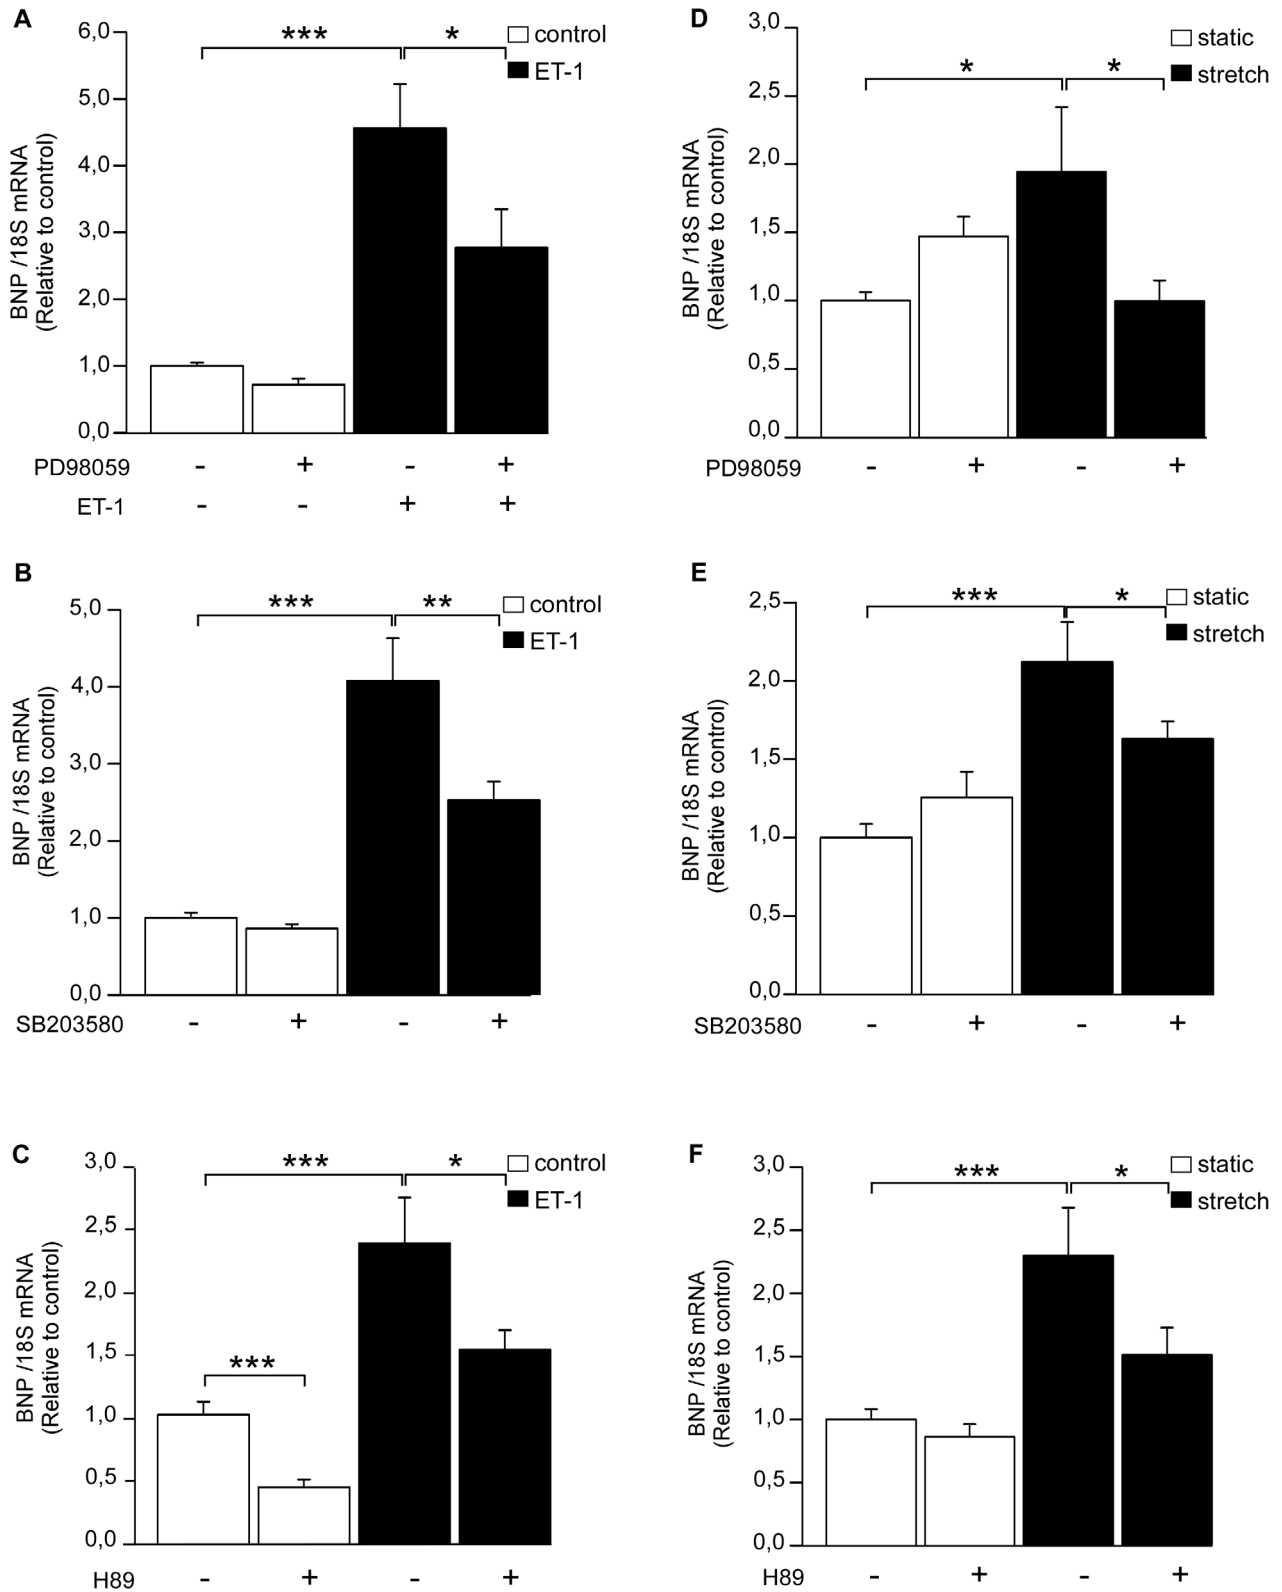 A
6,0
5,0
4,0
3,0
2,0
1,0
0,0
BNP /18S mRNA
(Relative to control)
*** *
control
ET-1
PD98059 - + - +
ET-1 - - + +
D
3,0
2,5
2,0
1,5
1,0
0,5
0,0
BNP /18S mRNA
(Relative to control)
* *
static
stretch
PD98059 - + - +
B
5,0
4,0
3,0
2,0
1,0
0,0
BNP /18S mRNA
(Relative to control)
*** **
control
ET-1
SB203580 - + - +
E
2,5
2,0
1,5
1,0
0,5
0,0
BNP /18S mRNA
(Relative to control)
*** *
static
stretch
SB203580 - + - +
C
3,0
2,5
2,0
1,5
1,0
0,5
0,0
BNP /18S mRNA
(Relative to control)
*** *
***
control
ET-1
H89 - + - +
F
3,0
2,5
2,0
1,5
1,0
0,5
0,0
BNP /18S mRNA
(Relative to control)
*** *
static
stretch
H89 - + - +